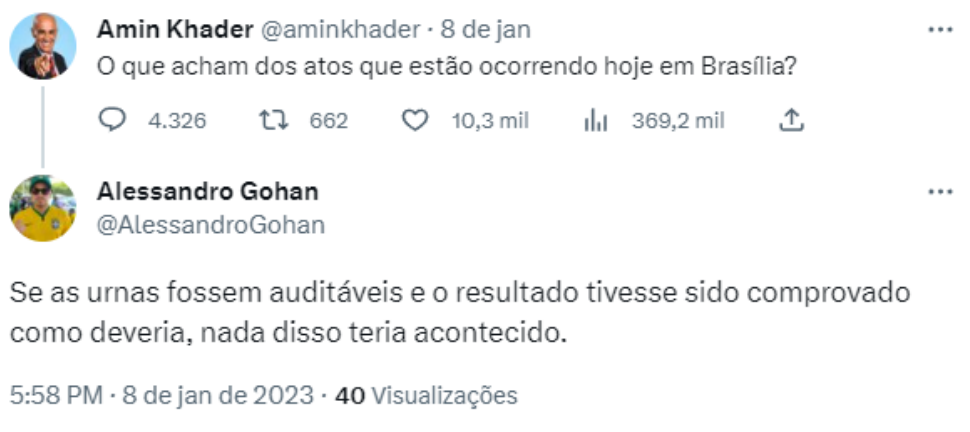 Amin Khader @aminkhader · 8 de jan
O que acham dos atos que estão ocorrendo hoje em Brasília?
4.326 662 10,3 mil 369,2 mil
Alessandro Gohan
@AlessandroGohan
Se as urnas fossem auditáveis e o resultado tivesse sido comprovado
como deveria, nada disso teria acontecido.
5:58 PM · 8 de jan de 2023 · 40 Visualizações